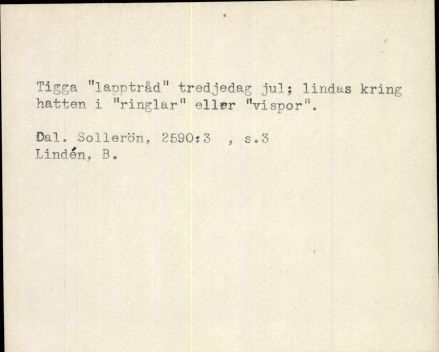 Tigga "lapptråd" tredjedag jul; lindas kring
hatten i "ringlar" eller "vispor".
Dal. Sollerön, 2590:3 , s.3
Lindén, B.